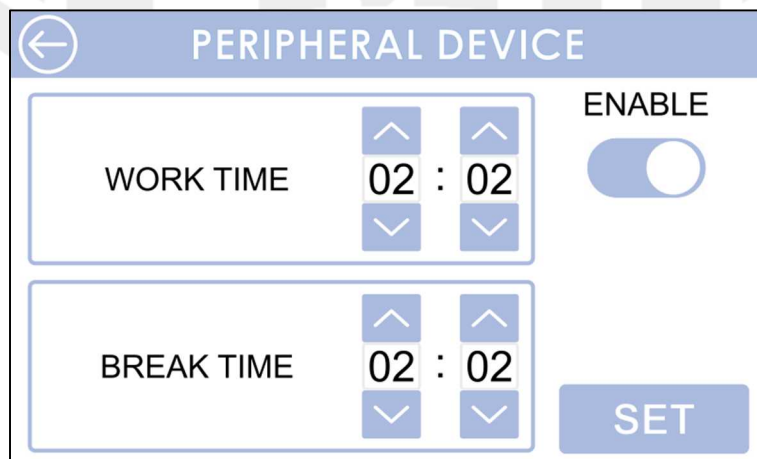 PERIPHERAL DEVICE
ENABLE
WORK TIME 02 : 02
BREAK TIME 02 : 02
SET